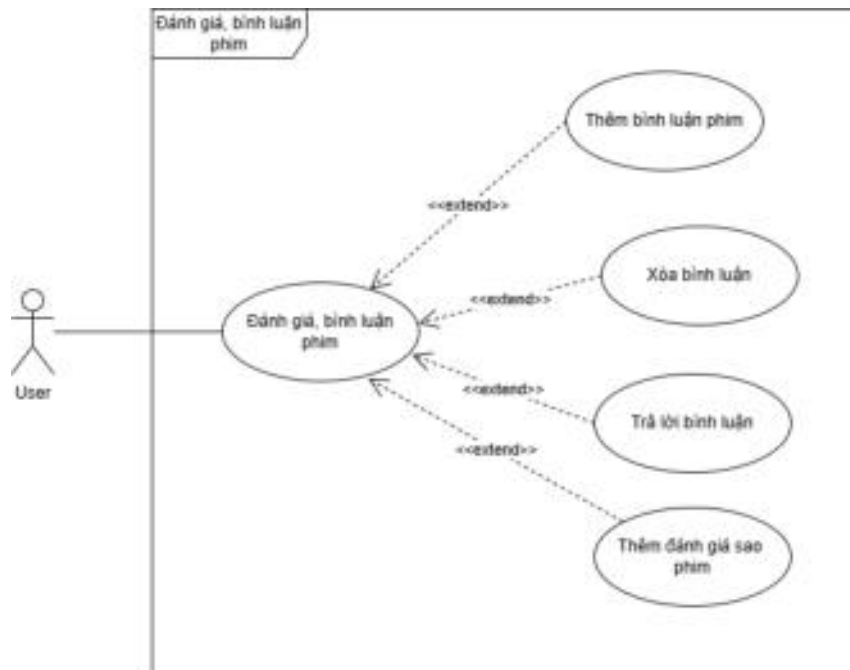 Đánh giá, bình luận
phim
Thêm bình luận phim
<<extend>>
Xóa bình luận
<<extend>>
Đánh giá, bình luận
phim
User
<<extend>>
Trả lời bình luận
<<extend>>
Thêm đánh giá sao
phim